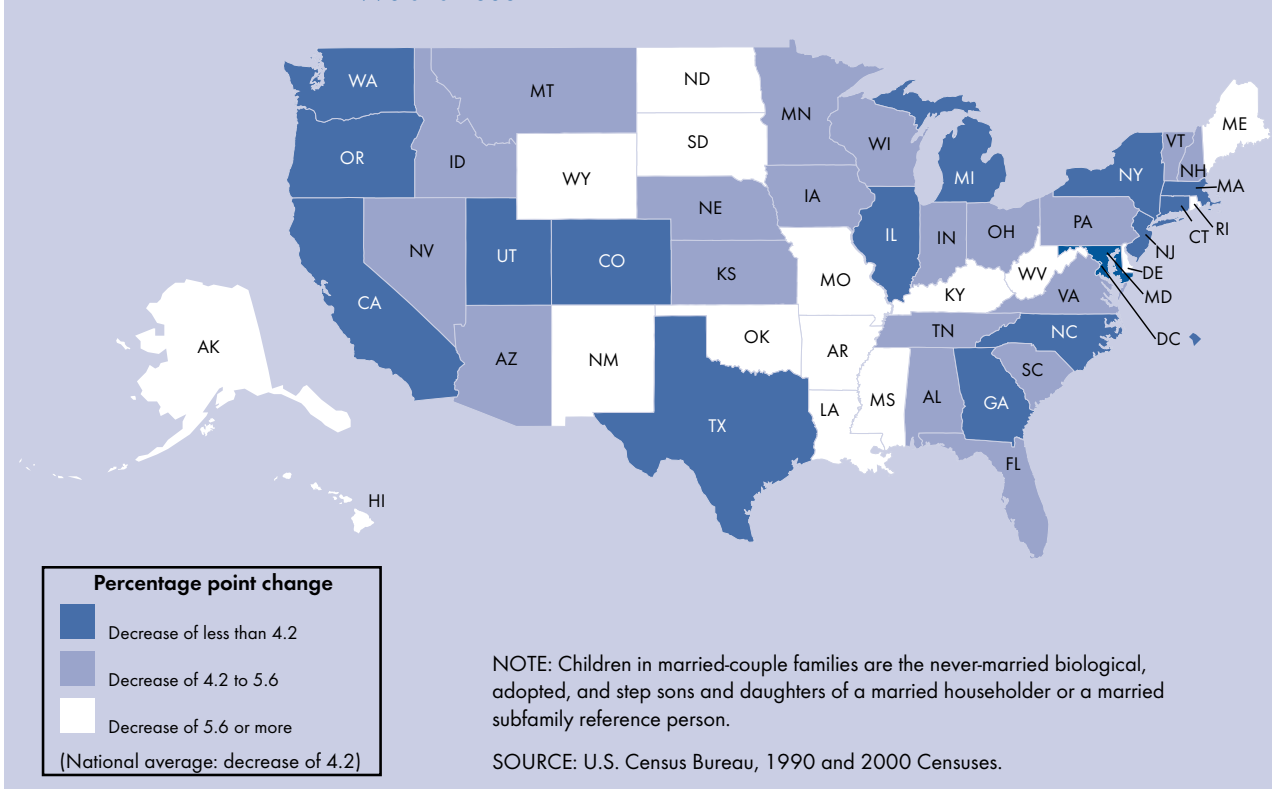 WA
MT
ND
MN
ME
OR
ID
SD
WI
VT
NH
WY
MI
NY
MA
NE
IA
PA
RI
NV
UT
CO
IL
IN
OH
CT
NJ
KS
MO
WV
DE
CA
KY
VA
MD
AK
AZ
NM
OK
AR
TN
NC
DC
SC
TX
LA
MS
AL
GA
FL
HI
Percentage point change
Decrease of less than 4.2
Decrease of 4.2 to 5.6
Decrease of 5.6 or more
(National average: decrease of 4.2)
NOTE: Children in married-couple families are the never-married biological,
adopted, and step sons and daughters of a married householder or a married
subfamily reference person.
SOURCE: U.S. Census Bureau, 1990 and 2000 Censuses.